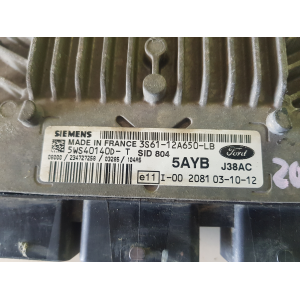 SIEMENS
MADE IN FRANCE 3S61-12A650-LB
5WS40140D-T SID 804
5AYB Ford
J38AC
e11 I-00 2081 03-10-12
20